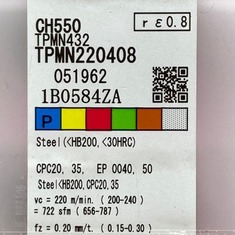 CH550
rε0.8
TPMN432
TPMN220408
051962
1B0584ZA
P
Steel(<HB200,<30HRC)
CPC20, 35, EP 0040, 50
Steel<HB200,CPC20,35
vc = 220 m/min. ( 200-240)
= 722 sfm (656-787)
fz = 0.20 mm/t. (0.15-0.30)